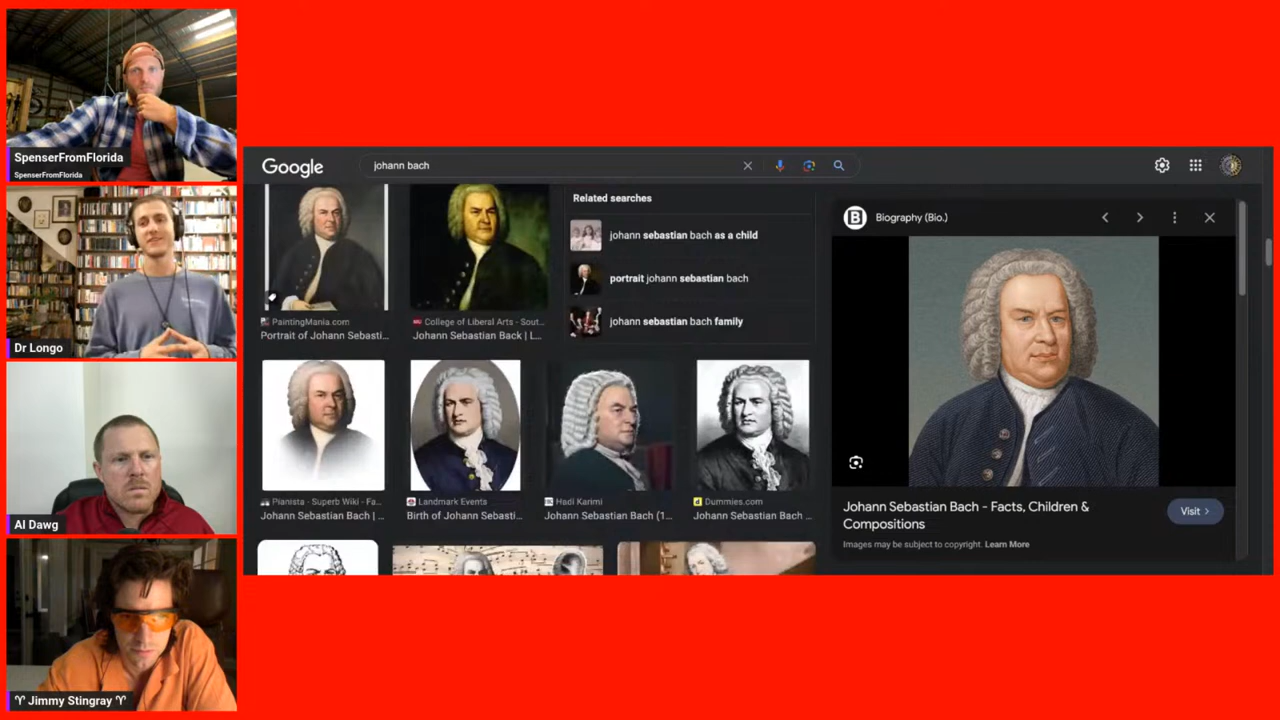 SpenserFromFlorida
SpenserFromFlorida
Dr Longo
Al Dawg
♈ Jimmy Stingray ♈
Google
johann bach
Related searches
johann sebastian bach as a child
portrait johann sebastian bach
johann sebastian bach family
PaintingMania.com
Portrait of Johann Sebasti...
College of Liberal Arts - Sout...
Johann Sebastian Back | L...
Pianista - Superb Wiki - Fa...
Johann Sebastian Bach | ...
Landmark Events
Birth of Johann Sebasti...
Hadi Karimi
Johann Sebastian Bach (1...
Dummies.com
Johann Sebastian Bach ...
B
Biography (Bio.)
Johann Sebastian Bach - Facts, Children &
Compositions
Visit
Images may be subject to copyright. Learn More